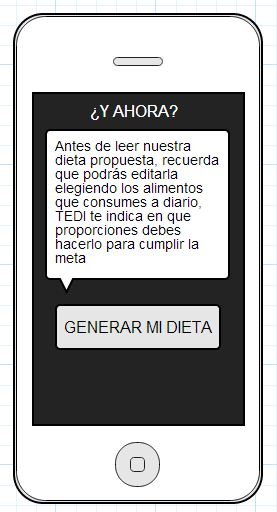 ¿Y AHORA?
Antes de leer nuestra
dieta propuesta, recuerda
que podrás editarla
elegiendo los alimentos
que consumes a diario,
TEDI te indica en que
proporciones debes
hacerlo para cumplir la
meta
GENERAR MI DIETA